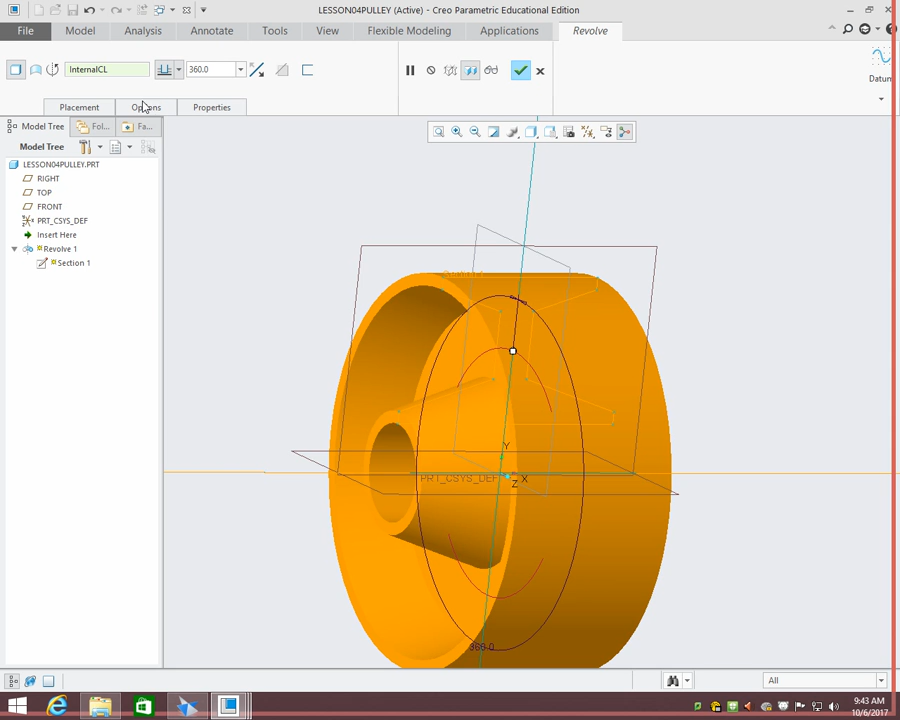 LESSON04PULLEY (Active) - Creo Parametric Educational Edition
File Model Analysis Annotate Tools View Flexible Modeling Applications Revolve
InternalCL 360.0
Datum
Placement Options Properties
Model Tree Fol... Fa...
Model Tree
LESSON04PULLEY.PRT
RIGHT
TOP
FRONT
PRT_CSYS_DEF
Insert Here
Revolve 1
Section 1
Y
PRT_CSYS_DEF
Z X
360.0
All
9:43 AM
10/6/2017